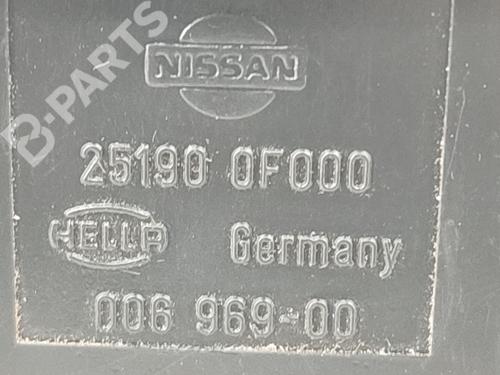 B-PARTS
NISSAN
25190 0F000
HELLA Germany
006 969-00